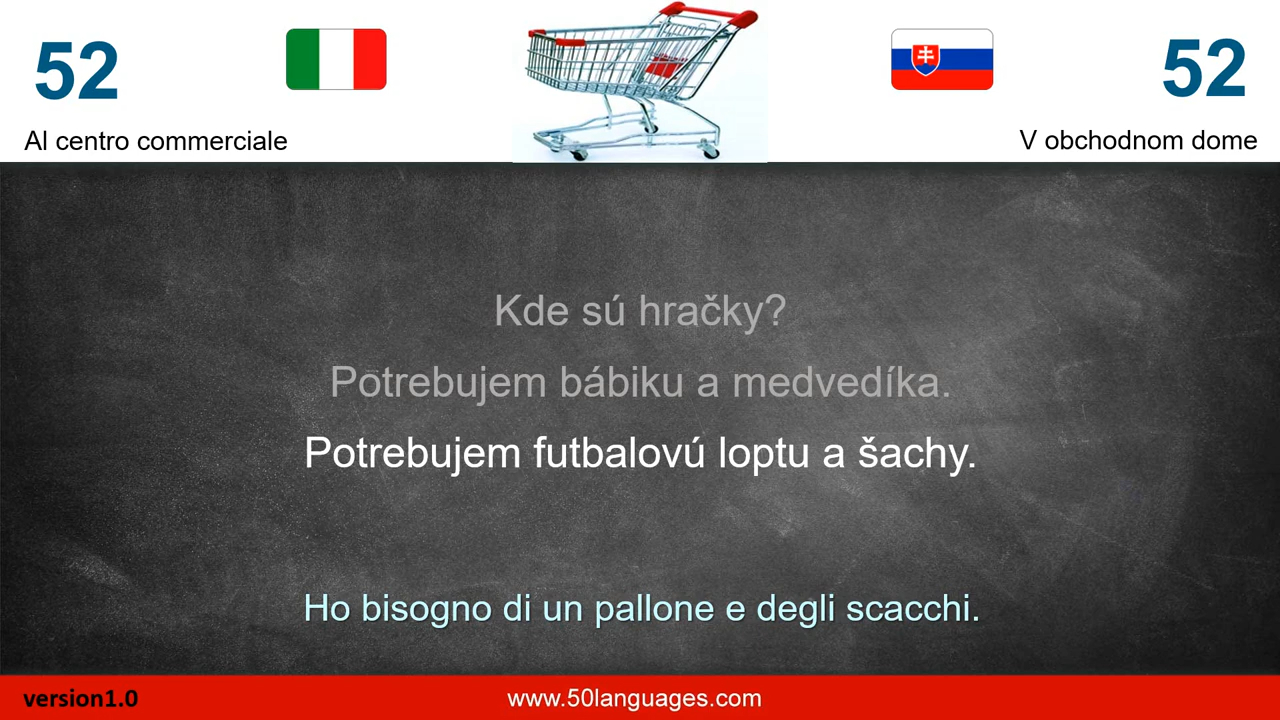 52
52
Al centro commerciale
V obchodnom dome
Kde sú hračky?
Potrebujem bábiku a medvedíka.
Potrebujem futbalovú loptu a šachy.
Ho bisogno di un pallone e degli scacchi.
version1.0
www.50languages.com